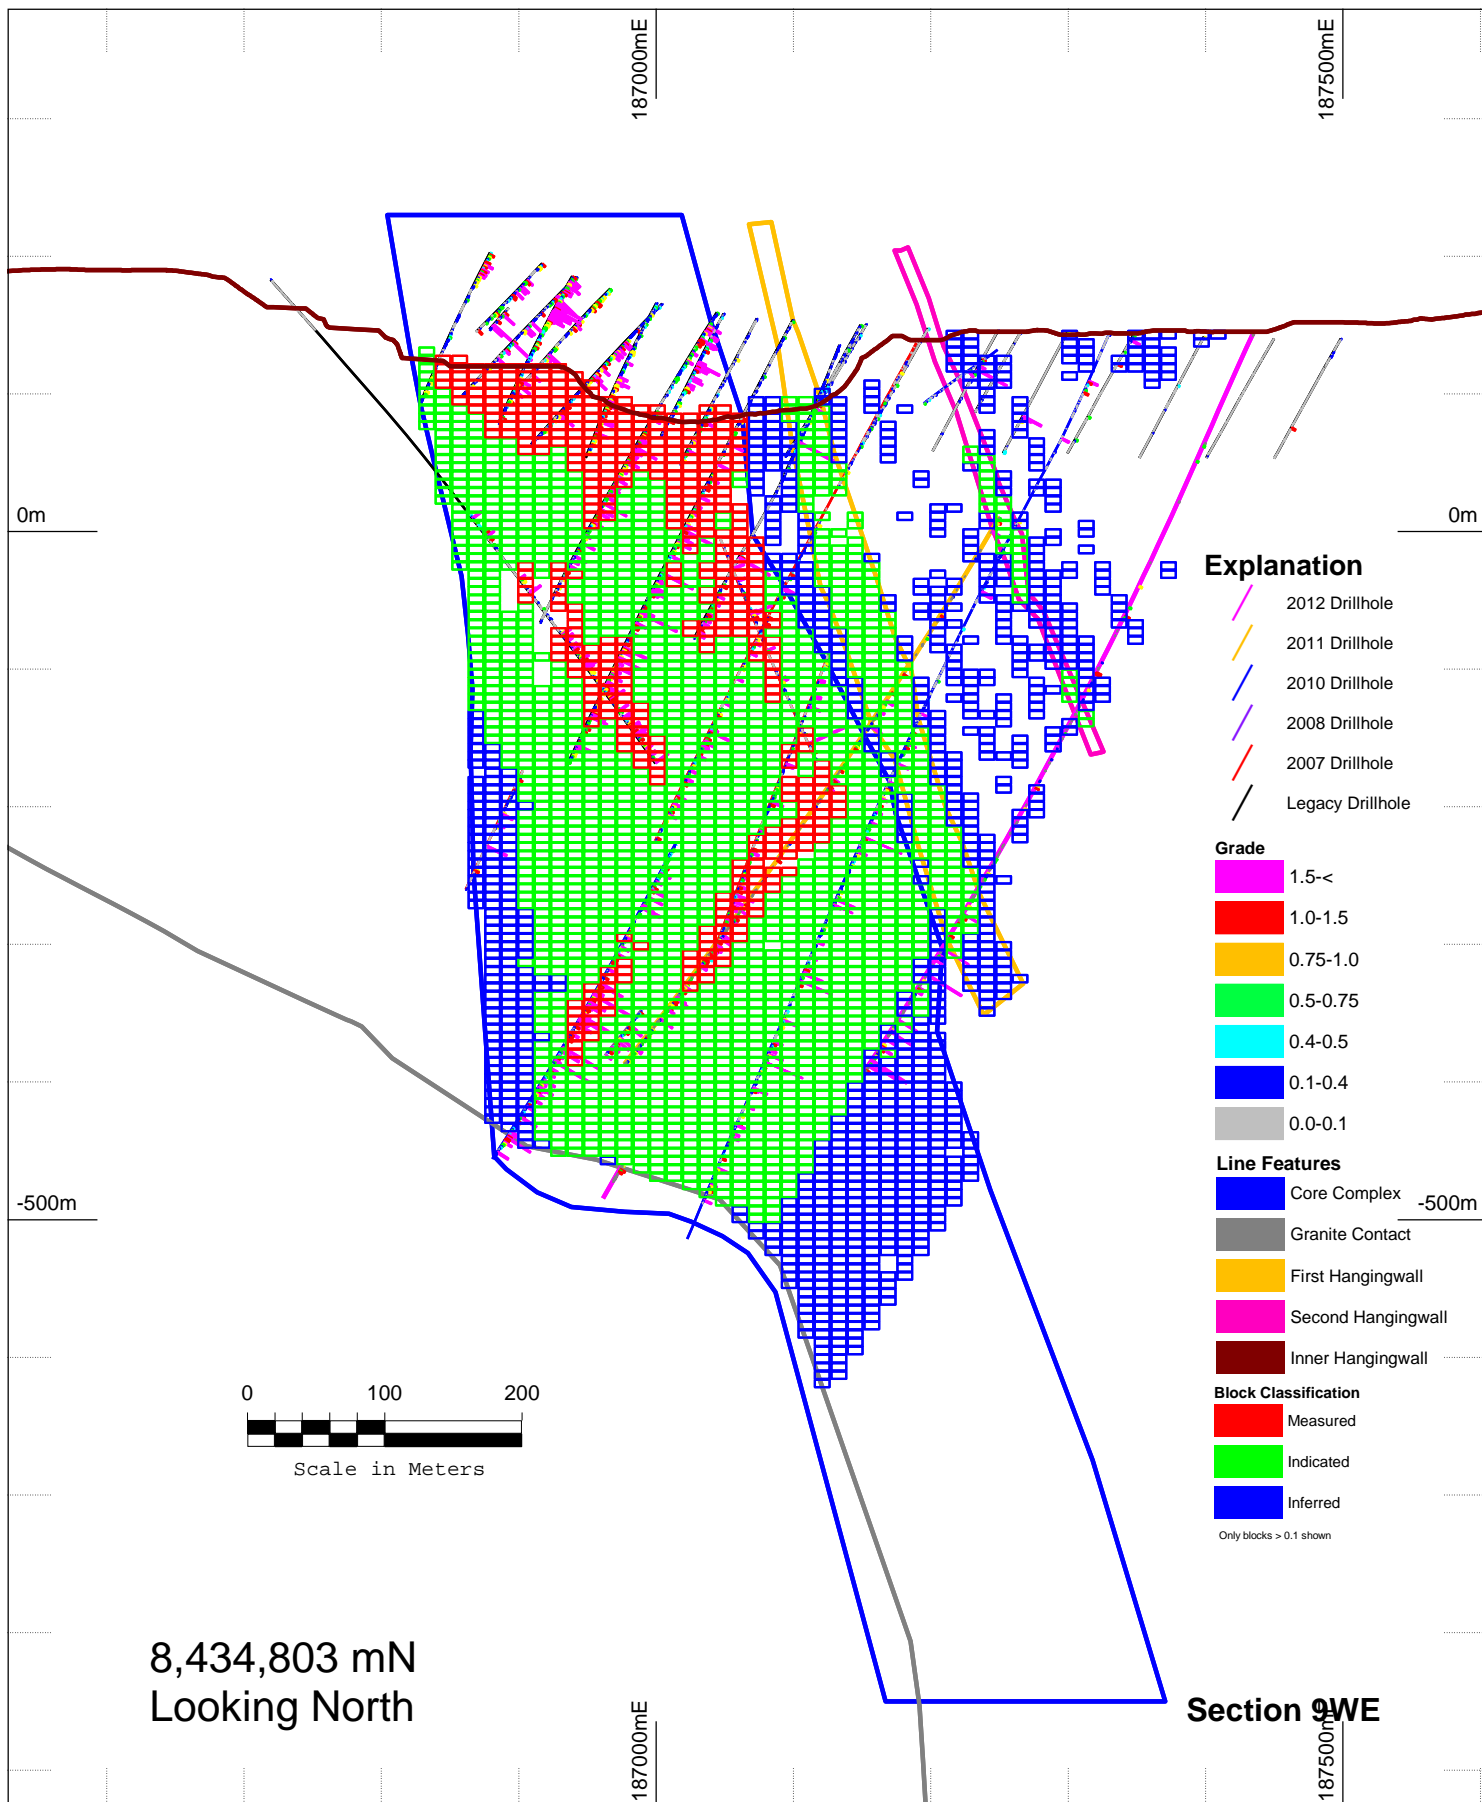 187000mE
187500mE
0m
0m
Explanation
2012 Drillhole
2011 Drillhole
2010 Drillhole
2008 Drillhole
2007 Drillhole
Legacy Drillhole
Grade
1.5-<
1.0-1.5
0.75-1.0
0.5-0.75
0.4-0.5
0.1-0.4
0.0-0.1
Line Features
Core Complex
Granite Contact
First Hangingwall
Second Hangingwall
Inner Hangingwall
Block Classification
Measured
Indicated
Inferred
Only blocks > 0.1 shown
-500m
-500m
0 100 200
Scale in Meters
8,434,803 mN
Looking North
Section 9WE
187000mE
187500mE